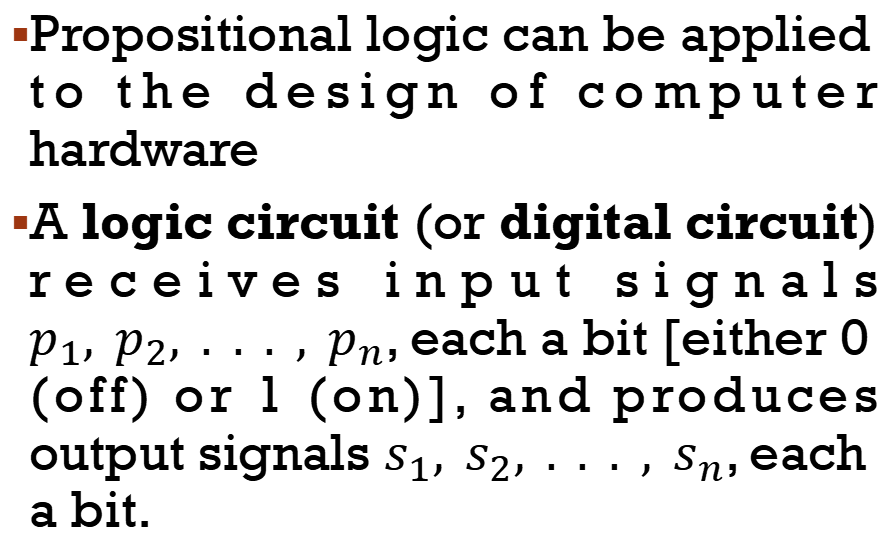 ▪Propositional logic can be applied
to the design of computer
hardware
▪A logic circuit (or digital circuit)
receives input signals
p₁, p₂, . . . , pₙ, each a bit [either 0
(off) or 1 (on)], and produces
output signals s₁, s₂, . . . , sₙ, each
a bit.